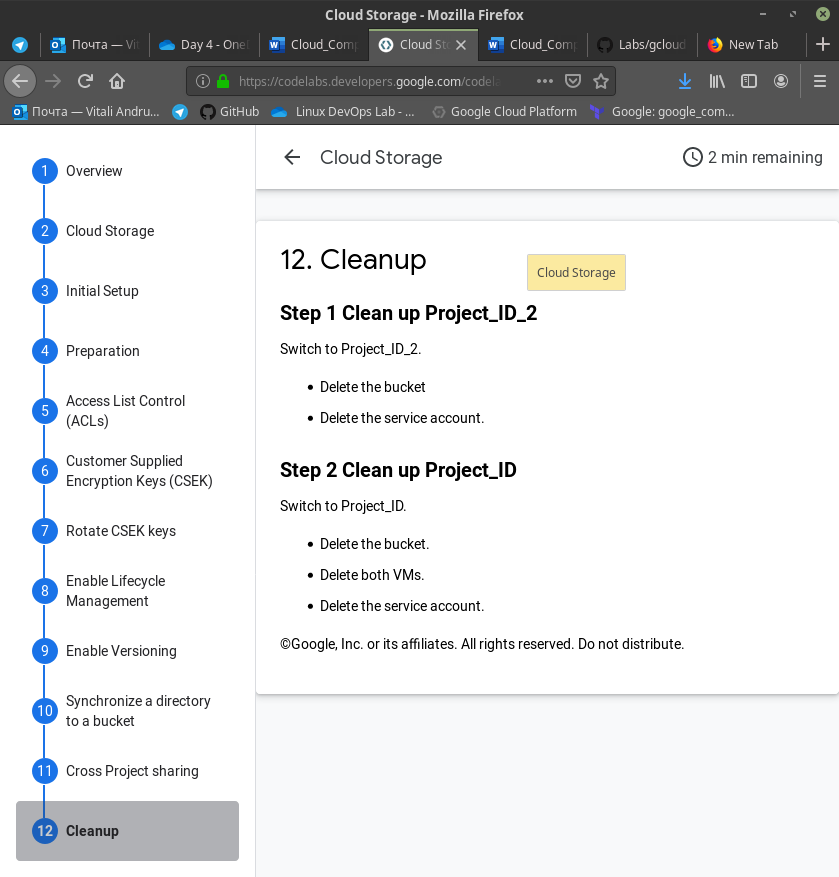 Cloud Storage - Mozilla Firefox
Почта — Vit
Day 4 - One
Cloud_Comp
Cloud St
Cloud_Comp
Labs/gcloud
New Tab
https://codelabs.developers.google.com/codela
Почта — Vitali Andru…
GitHub
Linux DevOps Lab - …
Google Cloud Platform
Google: google_com…
1 Overview
2 Cloud Storage
3 Initial Setup
4 Preparation
5 Access List Control
(ACLs)
6 Customer Supplied
Encryption Keys (CSEK)
7 Rotate CSEK keys
8 Enable Lifecycle
Management
9 Enable Versioning
10 Synchronize a directory
to a bucket
11 Cross Project sharing
12 Cleanup
Cloud Storage
2 min remaining
12. Cleanup
Cloud Storage
Step 1 Clean up Project_ID_2
Switch to Project_ID_2.
• Delete the bucket
• Delete the service account.
Step 2 Clean up Project_ID
Switch to Project_ID.
• Delete the bucket.
• Delete both VMs.
• Delete the service account.
©Google, Inc. or its affiliates. All rights reserved. Do not distribute.